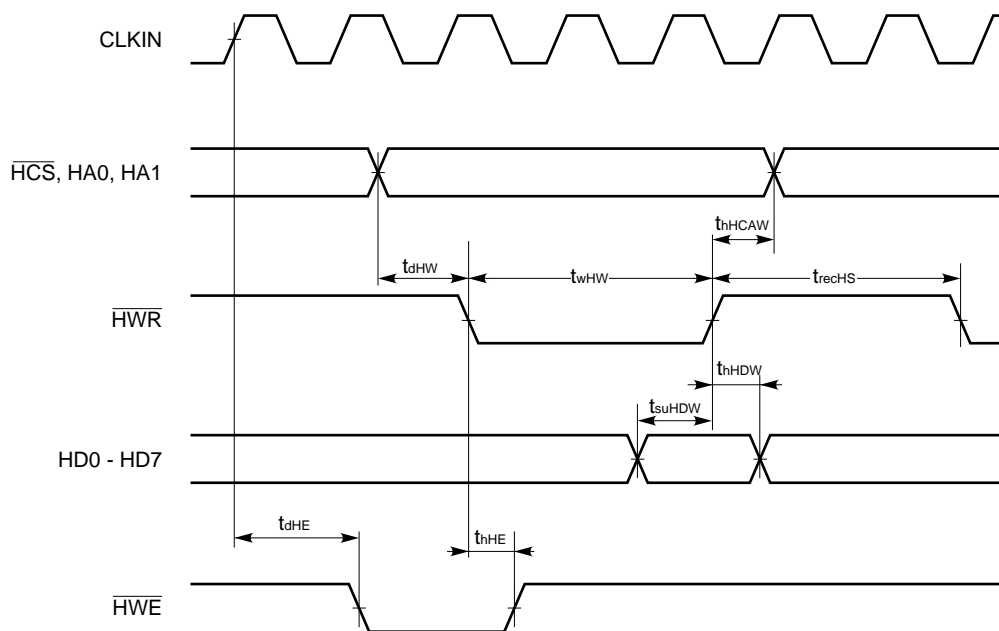 CLKIN
HCS, HA0, HA1
thHCAW
tdHW
twHW
trecHS
HWR
thHDW
tsuHDW
HD0 - HD7
tdHE
thHE
HWE